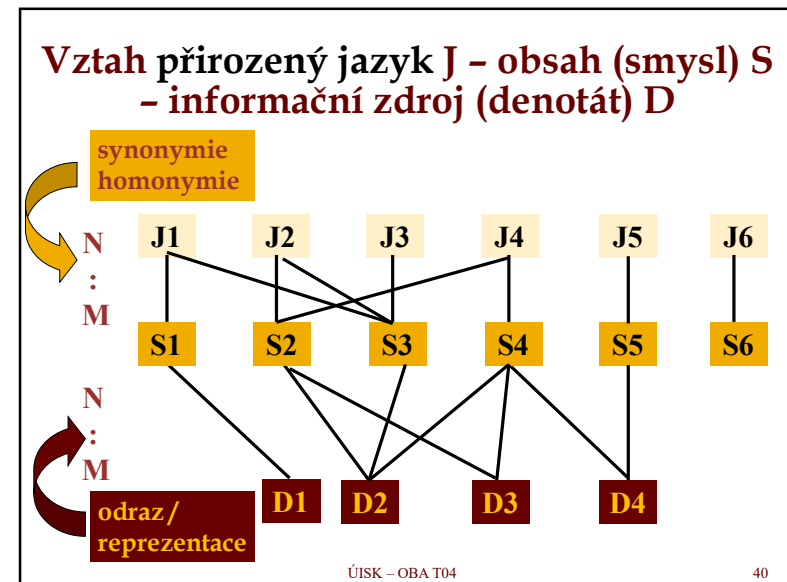 Vztah přirozený jazyk J – obsah (smysl) S
– informační zdroj (denotát) D
synonymie
homonymie
N
:
M
J1 J2 J3 J4 J5 J6
S1 S2 S3 S4 S5 S6
N
:
M
D1 D2 D3 D4
odraz/
reprezentace
ÚISK – OBA T04 40